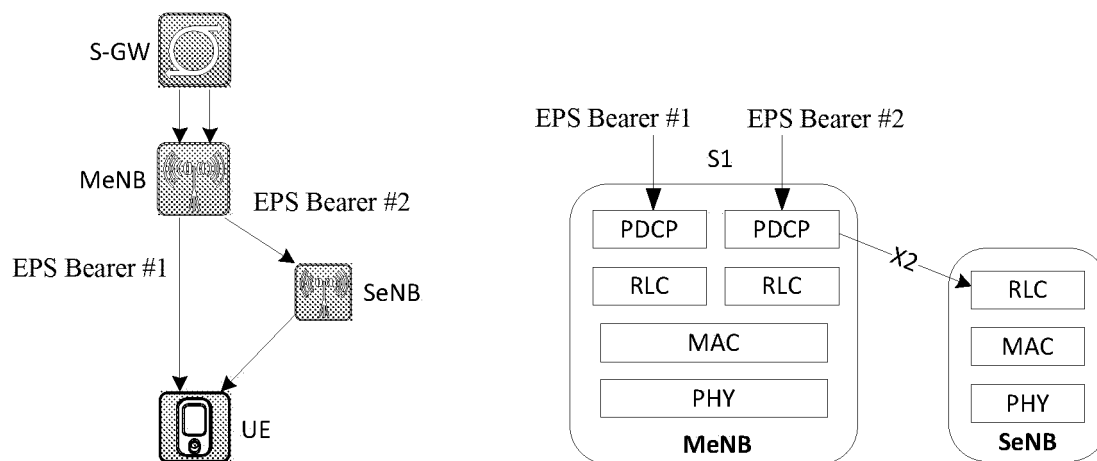 S-GW
MeNB
EPS Bearer #2
EPS Bearer #1
SeNB
UE
EPS Bearer #1
EPS Bearer #2
S1
PDCP
PDCP
X2
RLC
RLC
RLC
MAC
MAC
PHY
PHY
MeNB
SeNB